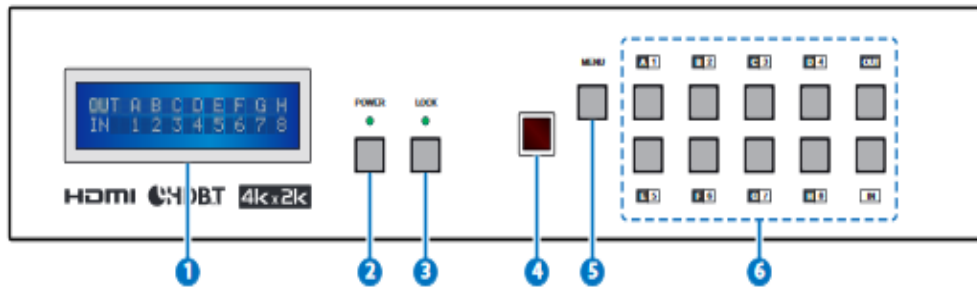 MENU
A 1 B 2 C 3 D 4 OUT
POWER LOCK
OUT A B C D E F G H
IN 1 2 3 4 5 6 7 8
HDMI HDBT 4k x 2k
E 5 F 6 G 7 H 8 IN
1 2 3 4 5 6